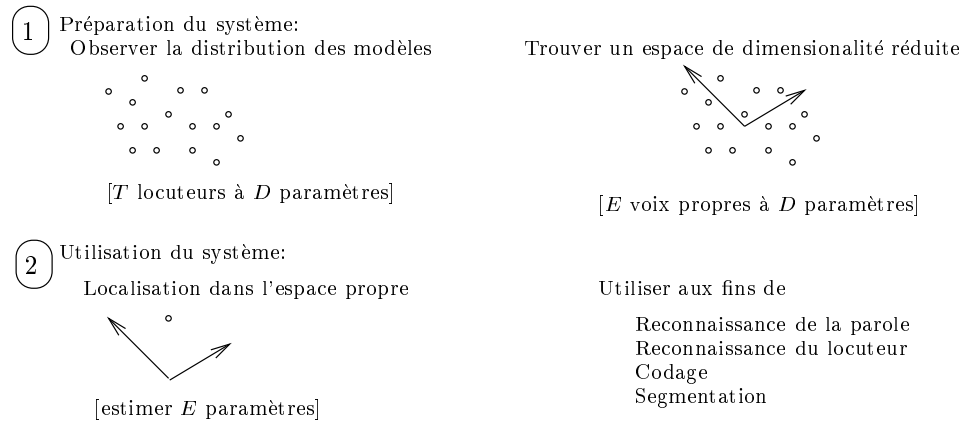 1
Préparation du système:
Observer la distribution des modèles
Trouver un espace de dimensionalité réduite
[T locuteurs à D paramètres]
[E voix propres à D paramètres]
2
Utilisation du système:
Localisation dans l'espace propre
Utiliser aux fins de
Reconnaissance de la parole
Reconnaissance du locuteur
Codage
Segmentation
[estimer E paramètres]